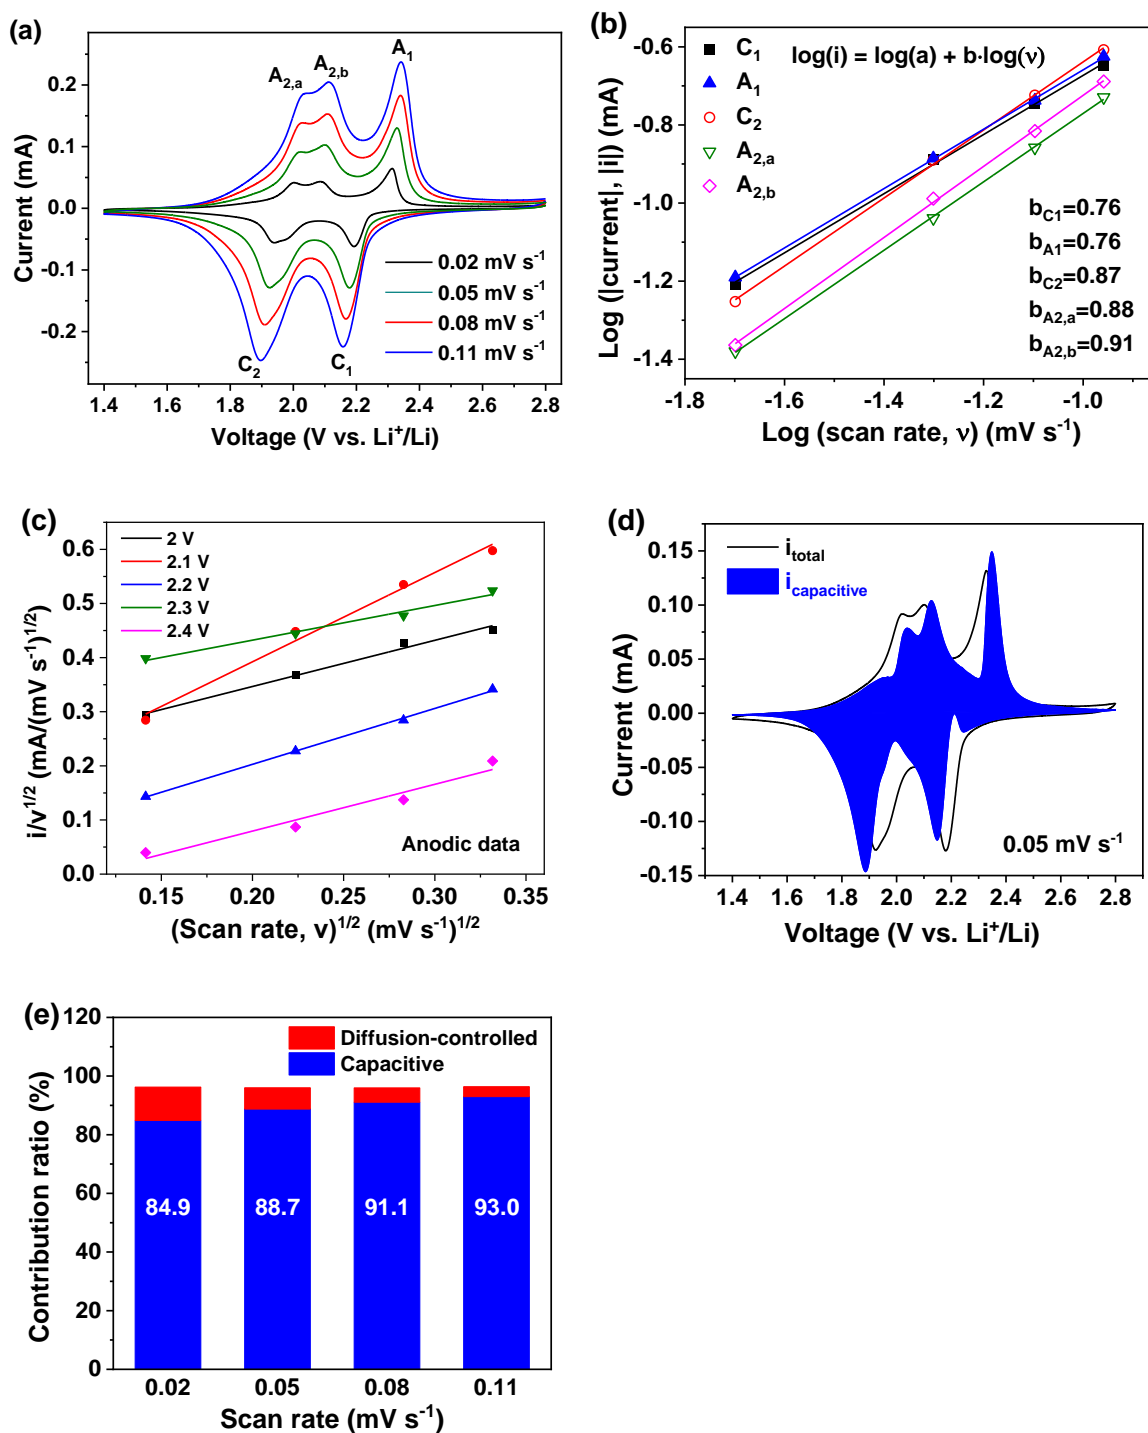 (a)
A1
A2,b
A2,a
0.2
0.1
0.0
-0.1
-0.2
Current (mA)
0.02 mV s⁻¹
0.05 mV s⁻¹
0.08 mV s⁻¹
0.11 mV s⁻¹
C2
C1
1.4 1.6 1.8 2.0 2.2 2.4 2.6 2.8
Voltage (V vs. Li⁺/Li)
(b)
-0.6
-0.8
-1.0
-1.2
-1.4
Log (|current|, |i|) (mA)
C1
A1
C2
A2,a
A2,b
log(i) = log(a) + b·log(ν)
bC1=0.76
bA1=0.76
bC2=0.87
bA2,a=0.88
bA2,b=0.91
-1.8 -1.6 -1.4 -1.2 -1.0
Log (scan rate, ν) (mV s⁻¹)
(c)
0.6
0.5
0.4
0.3
0.2
0.1
0.0
i/v¹ᐟ² (mA/(mV s⁻¹)¹ᐟ²)
2 V
2.1 V
2.2 V
2.3 V
2.4 V
Anodic data
0.15 0.20 0.25 0.30 0.35
(Scan rate, v)¹ᐟ² (mV s⁻¹)¹ᐟ²
(d)
0.15
0.10
0.05
0.00
-0.05
-0.10
-0.15
Current (mA)
itotal
icapacitive
0.05 mV s⁻¹
1.4 1.6 1.8 2.0 2.2 2.4 2.6 2.8
Voltage (V vs. Li⁺/Li)
(e)
120
100
80
60
40
20
0
Contribution ratio (%)
Diffusion-controlled
Capacitive
84.9 88.7 91.1 93.0
0.02 0.05 0.08 0.11
Scan rate (mV s⁻¹)